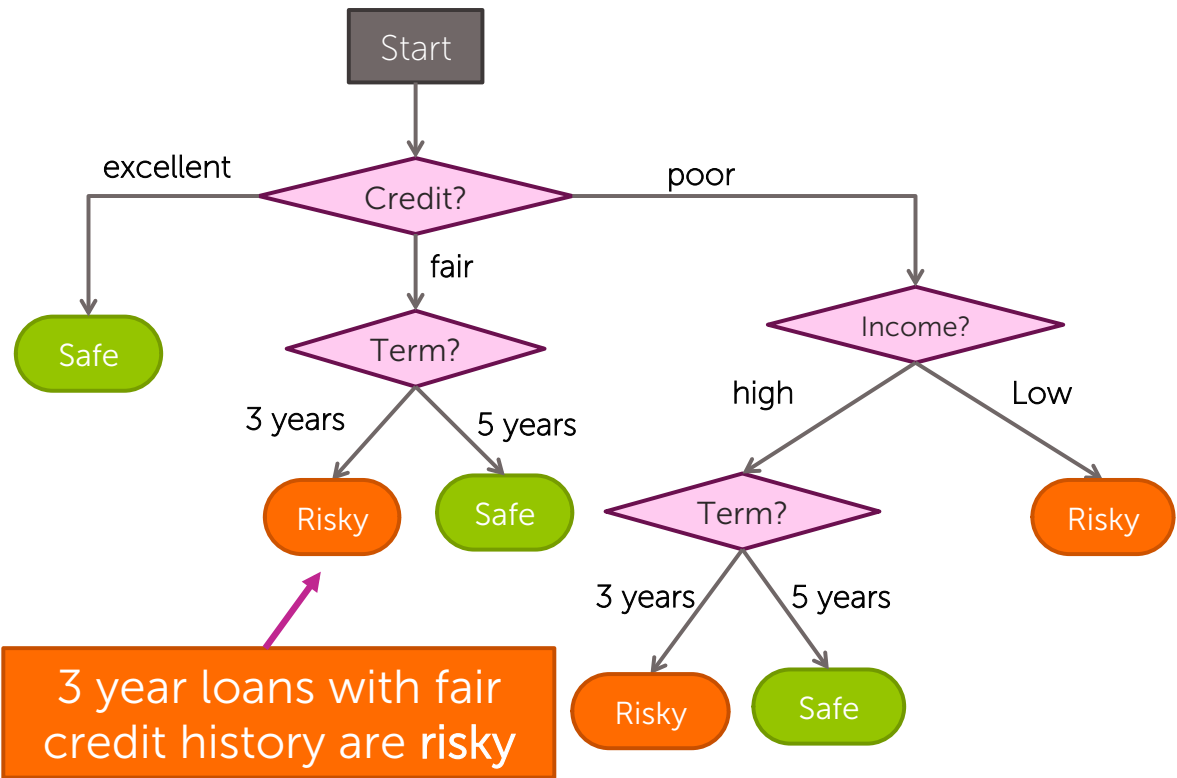 Start
excellent
Credit?
poor
fair
Safe
Term?
Income?
3 years
5 years
high
Low
Risky
Safe
Term?
Risky
3 years
5 years
3 year loans with fair
credit history are risky
Risky
Safe